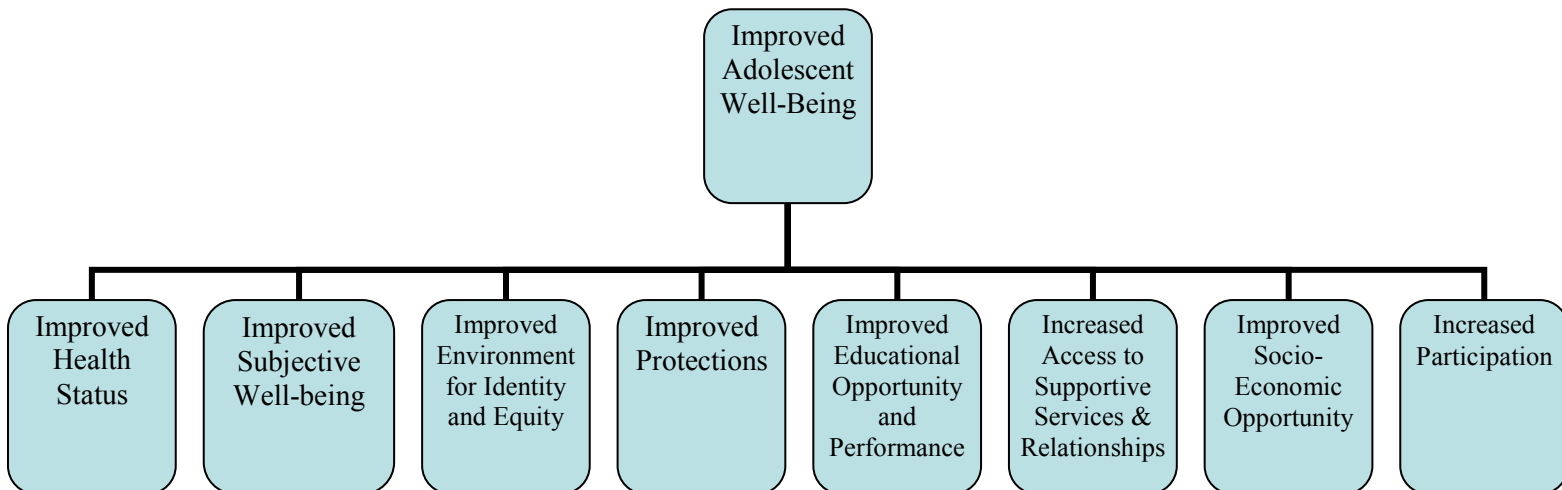 Improved
Adolescent
Well-Being
Improved
Health
Status
Improved
Subjective
Well-being
Improved
Environment
for Identity
and Equity
Improved
Protections
Improved
Educational
Opportunity
and
Performance
Increased
Access to
Supportive
Services &
Relationships
Improved
Socio-
Economic
Opportunity
Increased
Participation